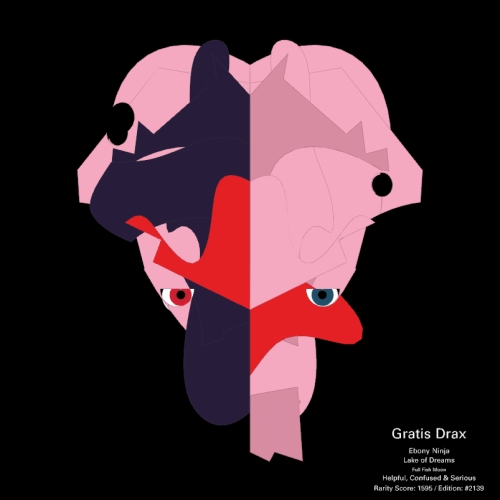 Gratis Drax
Ebony Ninja
Lake of Dreams
Full Fish Moon
Helpful, Confused & Serious
Rarity Score: 1595 / Edition: #2139